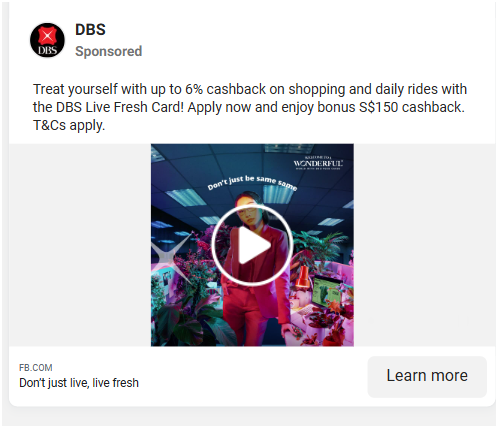 DBS
DBS
Sponsored
Treat yourself with up to 6% cashback on shopping and daily rides with
the DBS Live Fresh Card! Apply now and enjoy bonus S$150 cashback.
T&Cs apply.
WELCOME TO A
WONDERFUL
Don't just be same same
FB.COM
Don't just live, live fresh
Learn more